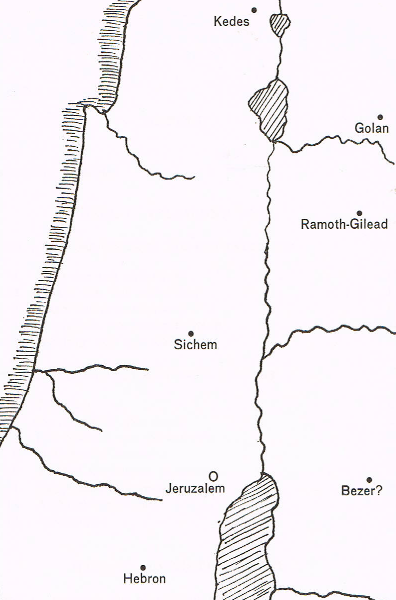 Kedes
Golan
Ramoth-Gilead
Sichem
Jeruzalem
Bezer?
Hebron